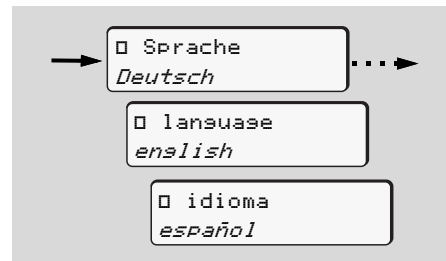 □ Sprache
Deutsch
□ language
english
□ idioma
español